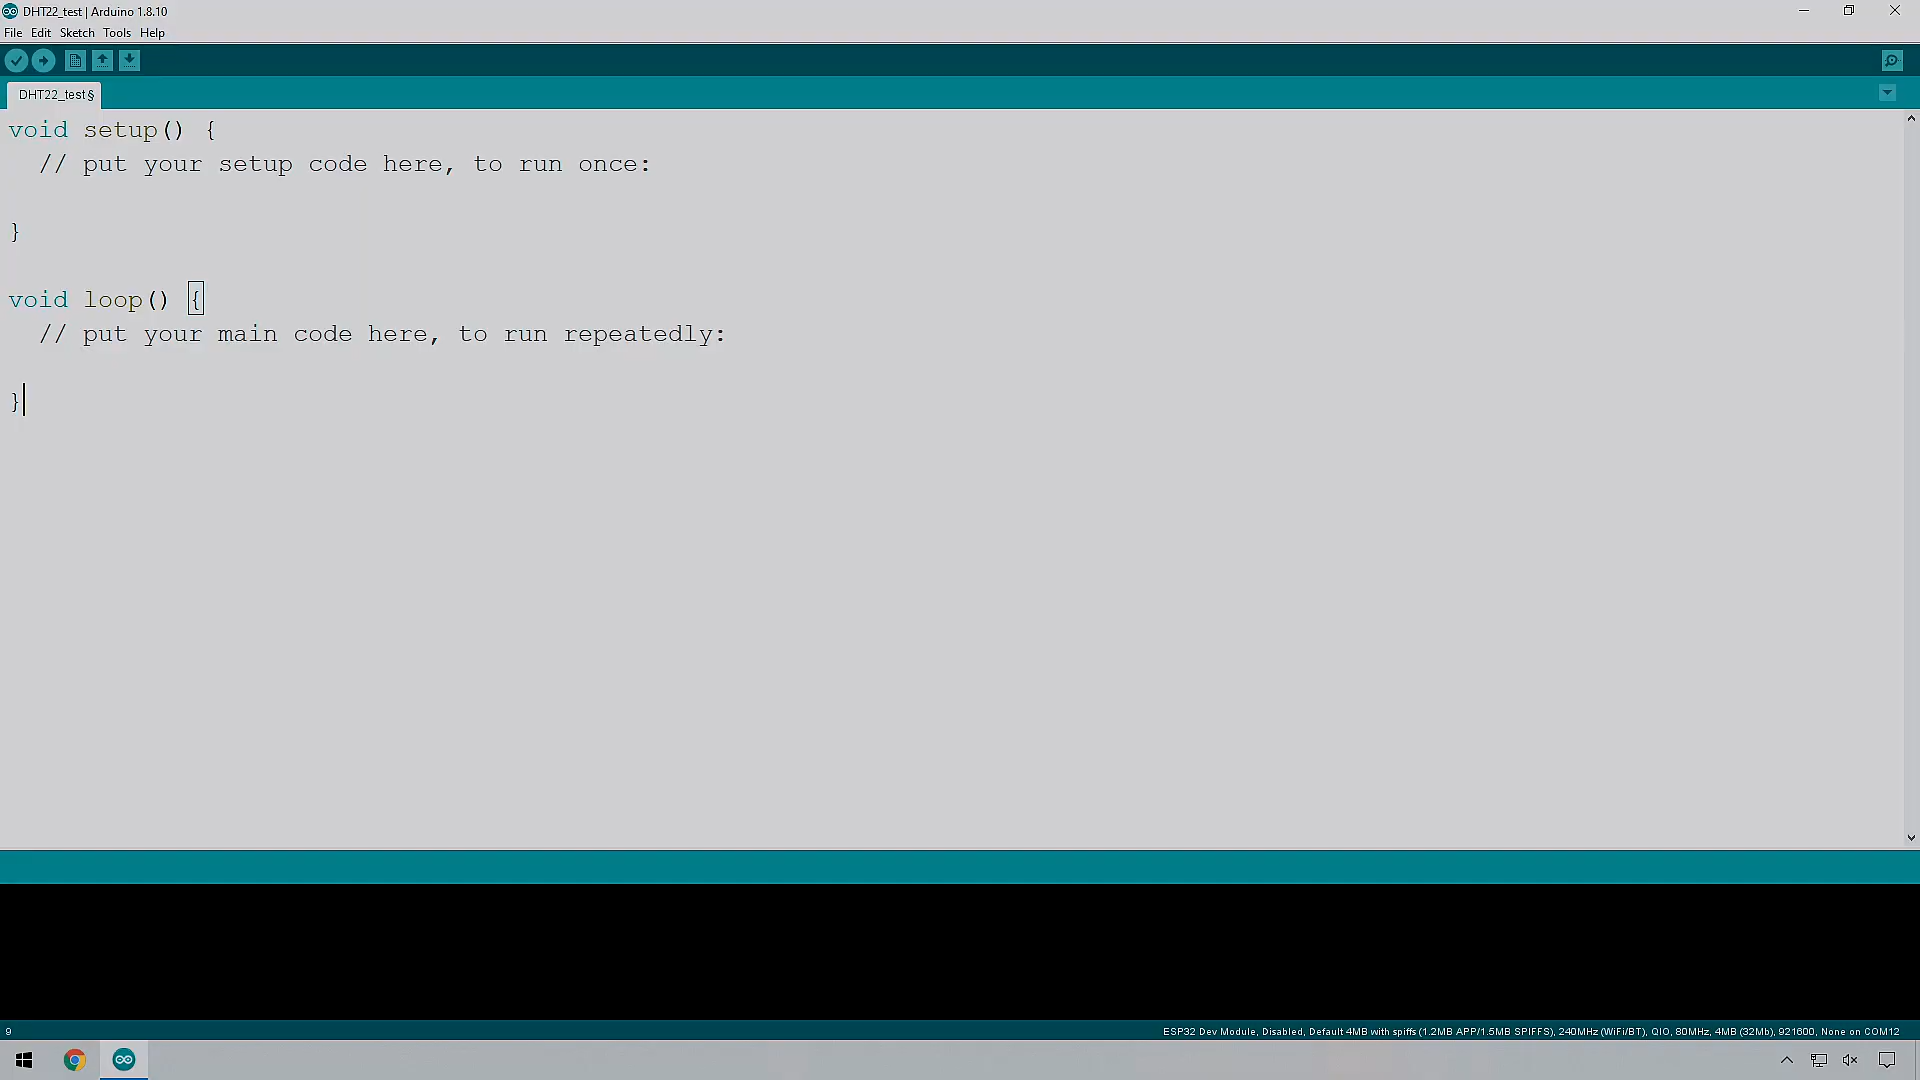 DHT22_test | Arduino 1.8.10
File Edit Sketch Tools Help
DHT22_test§
void setup() {
  // put your setup code here, to run once:
}
void loop() {
  // put your main code here, to run repeatedly:
}
9
ESP32 Dev Module, Disabled, Default 4MB with spiffs (1.2MB APP/1.5MB SPIFFS), 240MHz (WiFi/BT), QIO, 80MHz, 4MB (32Mb), 921600, None on COM12